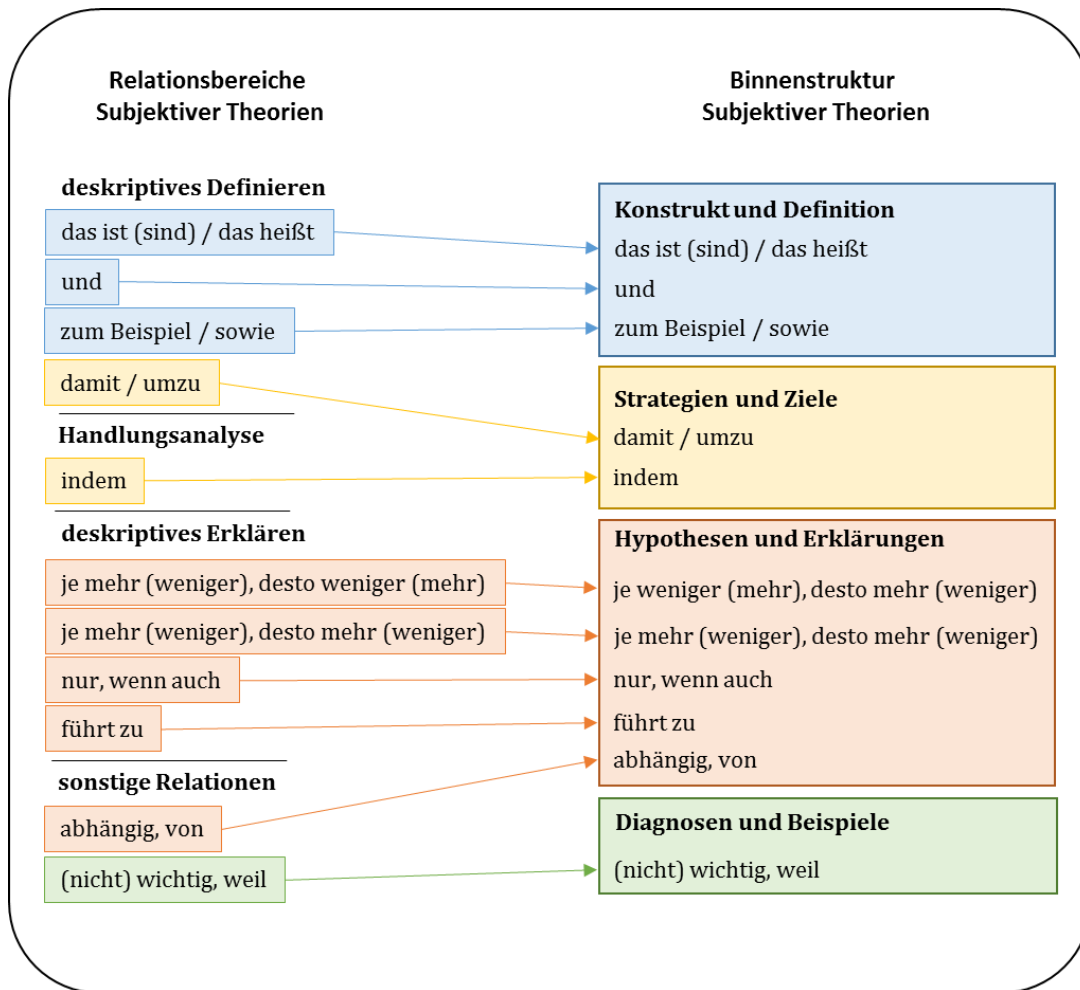 Relationsbereiche
Subjektiver Theorien
deskriptives Definieren
das ist (sind) / das heißt
und
zum Beispiel / sowie
damit / umzu
Handlungsanalyse
indem
deskriptives Erklären
je mehr (weniger), desto weniger (mehr)
je mehr (weniger), desto mehr (weniger)
nur, wenn auch
führt zu
sonstige Relationen
abhängig, von
(nicht) wichtig, weil
Binnenstruktur
Subjektiver Theorien
Konstrukt und Definition
das ist (sind) / das heißt
und
zum Beispiel / sowie
Strategien und Ziele
damit / umzu
indem
Hypothesen und Erklärungen
je weniger (mehr), desto mehr (weniger)
je mehr (weniger), desto mehr (weniger)
nur, wenn auch
führt zu
abhängig, von
Diagnosen und Beispiele
(nicht) wichtig, weil